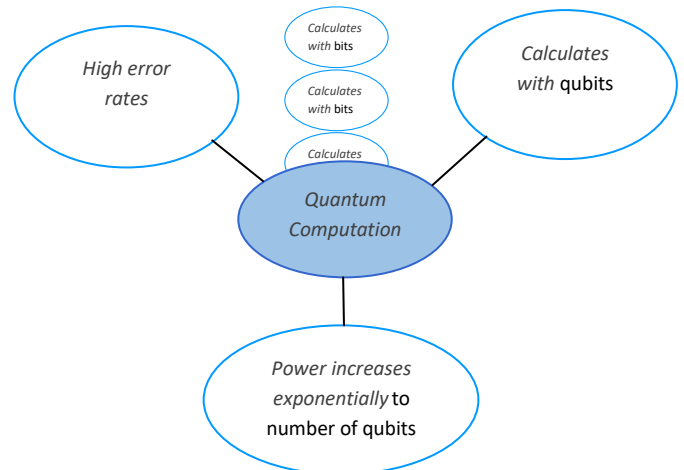 Calculates
with bits
High error
rates
Calculates
with qubits
Calculates
with bits
Calculates
Quantum
Computation
Power increases
exponentially to
number of qubits